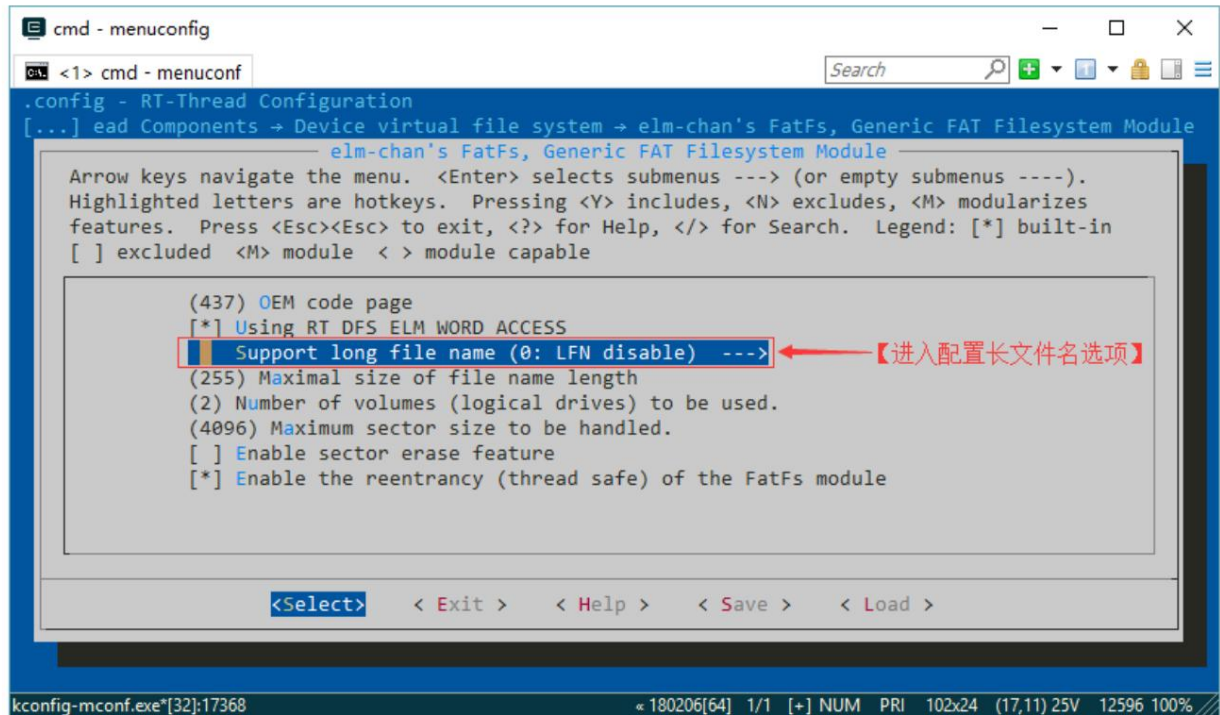 cmd - menuconfig
<1> cmd - menuconf
Search
.config - RT-Thread Configuration
[...] ead Components → Device virtual file system → elm-chan's FatFs, Generic FAT Filesystem Module
elm-chan's FatFs, Generic FAT Filesystem Module
Arrow keys navigate the menu.  <Enter> selects submenus ---> (or empty submenus ----).
Highlighted letters are hotkeys.  Pressing <Y> includes, <N> excludes, <M> modularizes
features.  Press <Esc><Esc> to exit, <?> for Help, </> for Search.  Legend: [*] built-in
[ ] excluded  <M> module  < > module capable
(437) OEM code page
[*] Using RT_DFS_ELM_WORD_ACCESS
Support long file name (0: LFN disable)  --->
【进入配置长文件名选项】
(255) Maximal size of file name length
(2) Number of volumes (logical drives) to be used.
(4096) Maximum sector size to be handled.
[ ] Enable sector erase feature
[*] Enable the reentrancy (thread safe) of the FatFs module
<Select>    < Exit >    < Help >    < Save >    < Load >
kconfig-mconf.exe*[32]:17368    « 180206[64]  1/1  [+] NUM  PRI  102x24  (17,11) 25V  12596 100%